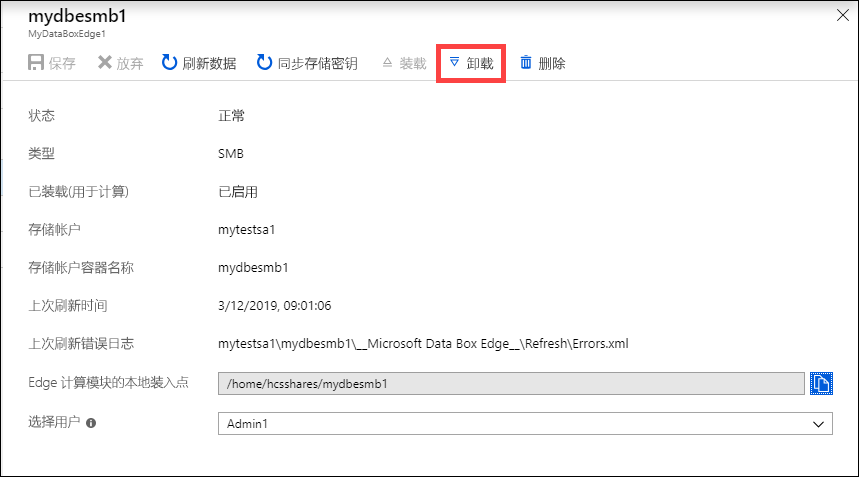 mydbesmb1
MyDataBoxEdge1
保存 放弃 刷新数据 同步存储密钥 装载 卸载 删除
状态 正常
类型 SMB
已装载(用于计算) 已启用
存储帐户 mytestsa1
存储帐户容器名称 mydbesmb1
上次刷新时间 3/12/2019, 09:01:06
上次刷新错误日志 mytestsa1\mydbesmb1\__Microsoft Data Box Edge__\Refresh\Errors.xml
Edge 计算模块的本地装入点 /home/hcsshares/mydbesmb1
选择用户 Admin1